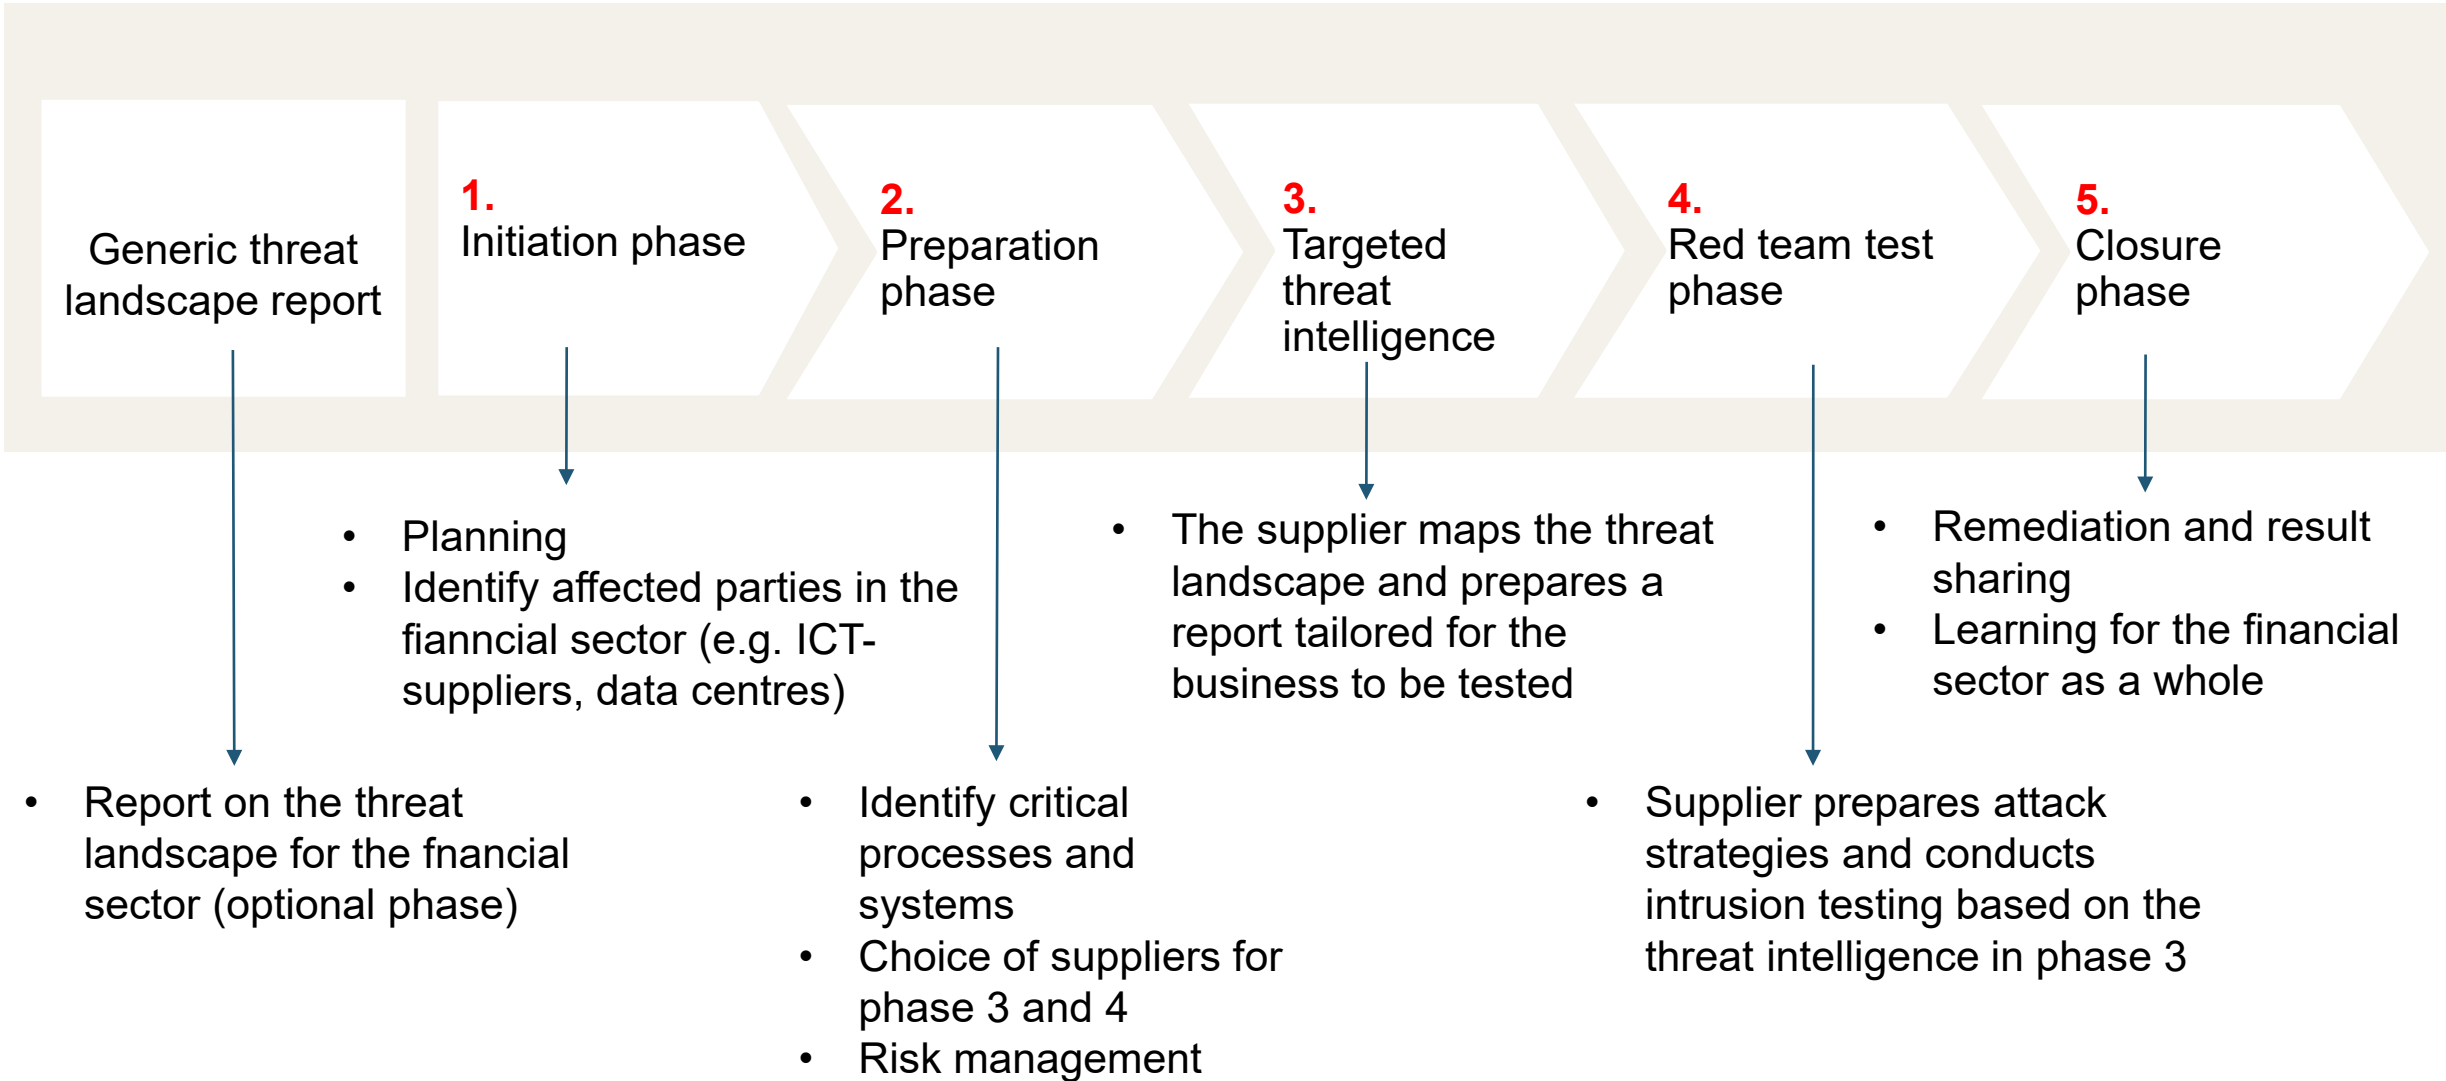 Generic threat
landscape report
1.
Initiation phase
2.
Preparation
phase
3.
Targeted
threat
intelligence
4.
Red team test
phase
5.
Closure
phase
• Planning
• Identify affected parties in the
fianncial sector (e.g. ICT-
suppliers, data centres)
• The supplier maps the threat
landscape and prepares a
report tailored for the
business to be tested
• Remediation and result
sharing
• Learning for the financial
sector as a whole
• Report on the threat
landscape for the fnancial
sector (optional phase)
• Identify critical
processes and
systems
• Choice of suppliers for
phase 3 and 4
• Risk management
• Supplier prepares attack
strategies and conducts
intrusion testing based on the
threat intelligence in phase 3